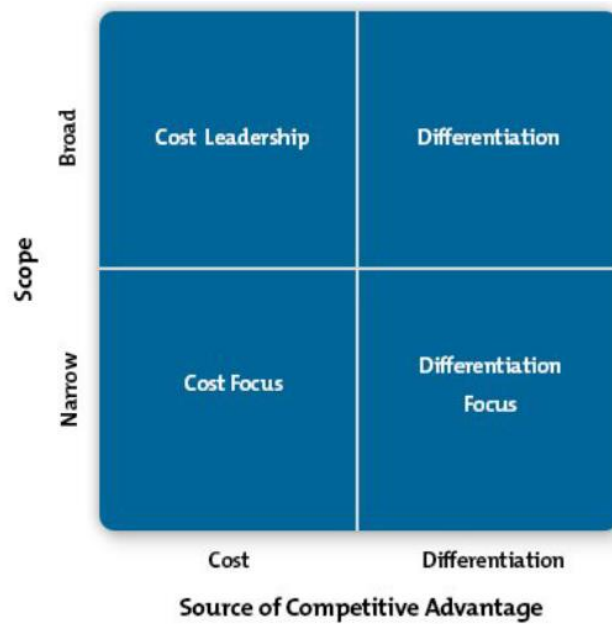 Broad
Cost Leadership
Differentiation
Scope
Narrow
Cost Focus
Differentiation
Focus
Cost
Differentiation
Source of Competitive Advantage